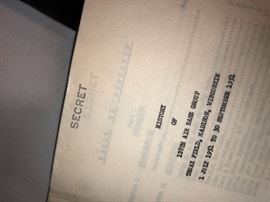 SECRET
HISTORY
OF
128TH AIR BASE GROUP
TRUAX FIELD, MADISON, WISCONSIN
1 JULY 1951 TO 30 SEPTEMBER 1951